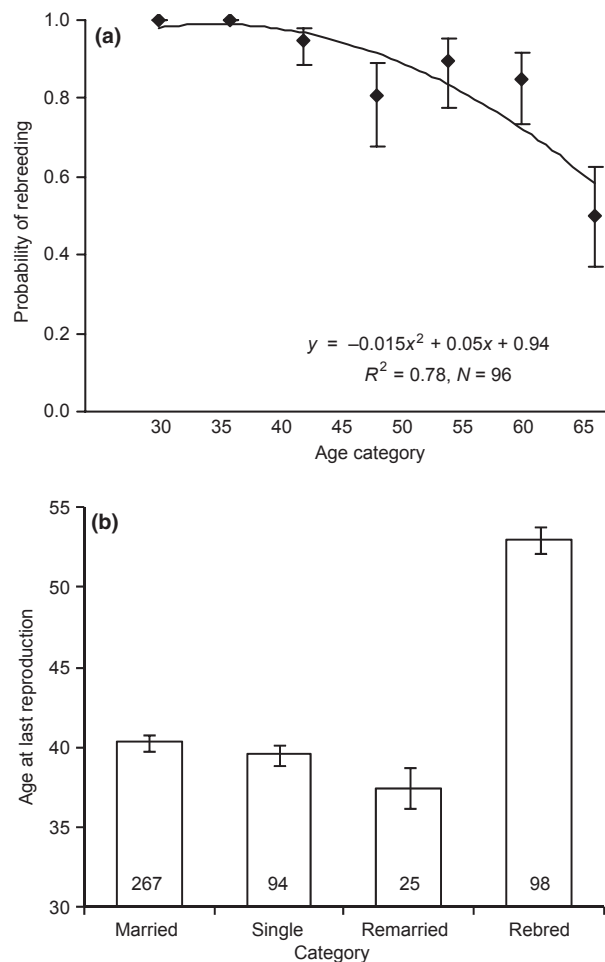 (a)
1.0
0.8
0.6
0.4
0.2
0.0
Probability of rebreeding
y = –0.015x² + 0.05x + 0.94
R² = 0.78, N = 96
30 35 40 45 50 55 60 65
Age category
(b)
55
50
45
40
35
30
Age at last reproduction
267 94 25 98
Married Single Remarried Rebred
Category